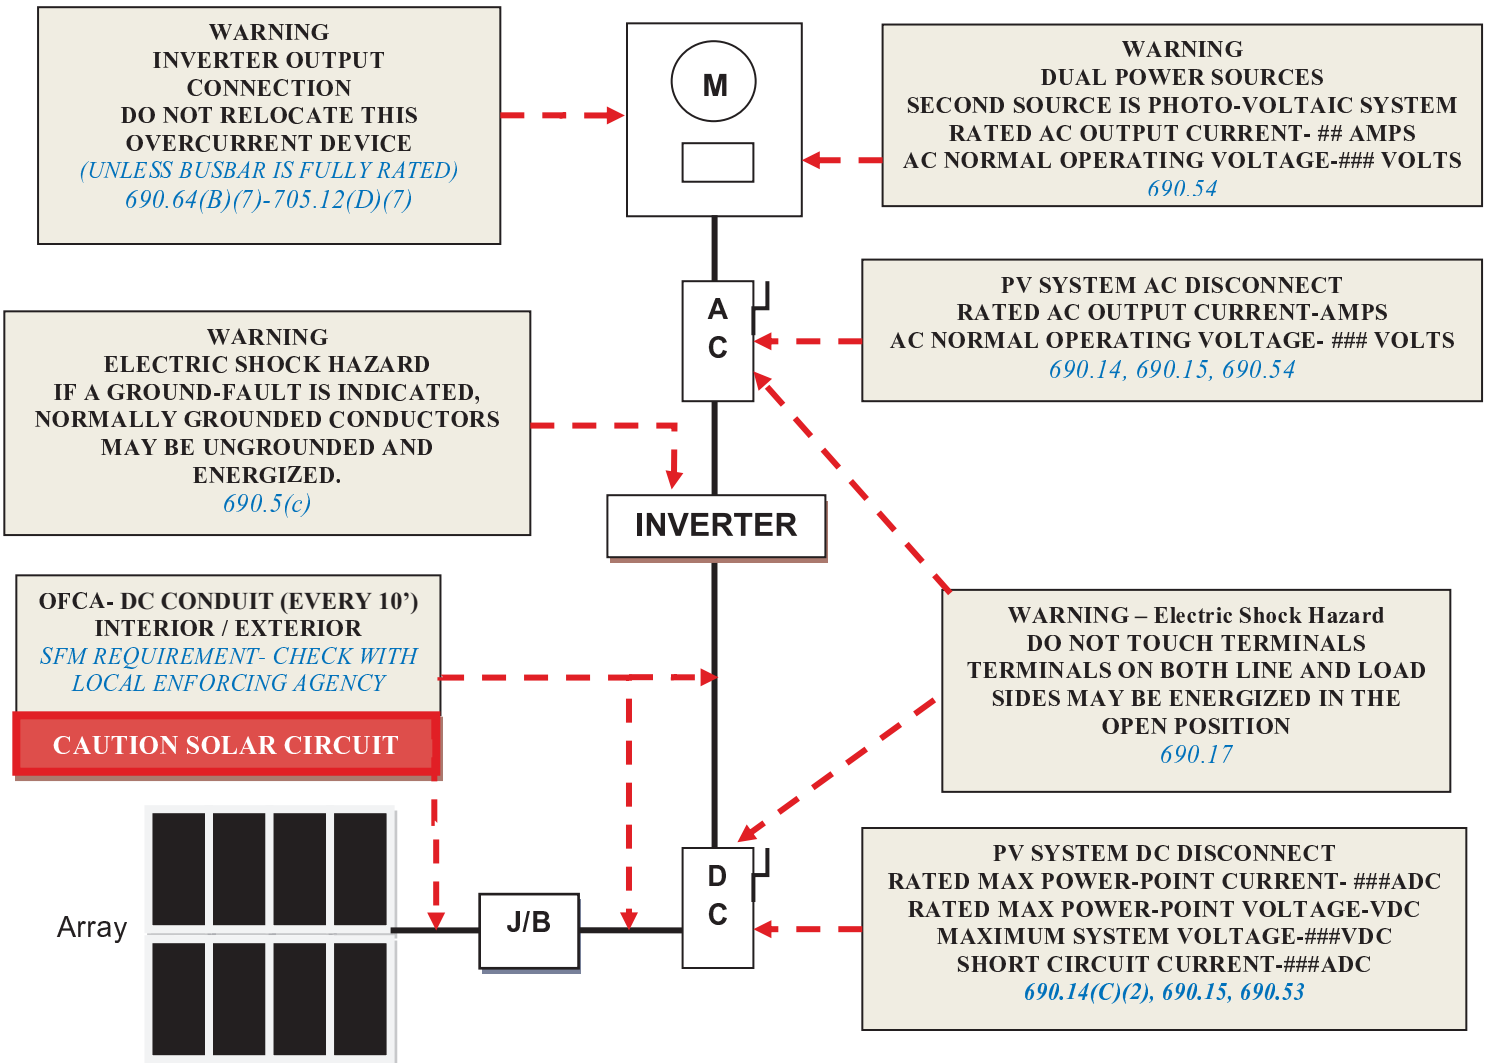 WARNING
INVERTER OUTPUT
CONNECTION
DO NOT RELOCATE THIS
OVERCURRENT DEVICE
(UNLESS BUSBAR IS FULLY RATED)
690.64(B)(7)-705.12(D)(7)
M
WARNING
DUAL POWER SOURCES
SECOND SOURCE IS PHOTO-VOLTAIC SYSTEM
RATED AC OUTPUT CURRENT- ## AMPS
AC NORMAL OPERATING VOLTAGE-### VOLTS
690.54
A
C
PV SYSTEM AC DISCONNECT
RATED AC OUTPUT CURRENT-AMPS
AC NORMAL OPERATING VOLTAGE- ### VOLTS
690.14, 690.15, 690.54
WARNING
ELECTRIC SHOCK HAZARD
IF A GROUND-FAULT IS INDICATED,
NORMALLY GROUNDED CONDUCTORS
MAY BE UNGROUNDED AND
ENERGIZED.
690.5(c)
INVERTER
OFCA- DC CONDUIT (EVERY 10’)
INTERIOR / EXTERIOR
SFM REQUIREMENT- CHECK WITH
LOCAL ENFORCING AGENCY
CAUTION SOLAR CIRCUIT
WARNING – Electric Shock Hazard
DO NOT TOUCH TERMINALS
TERMINALS ON BOTH LINE AND LOAD
SIDES MAY BE ENERGIZED IN THE
OPEN POSITION
690.17
Array
J/B
D
C
PV SYSTEM DC DISCONNECT
RATED MAX POWER-POINT CURRENT- ###ADC
RATED MAX POWER-POINT VOLTAGE-VDC
MAXIMUM SYSTEM VOLTAGE-###VDC
SHORT CIRCUIT CURRENT-###ADC
690.14(C)(2), 690.15, 690.53